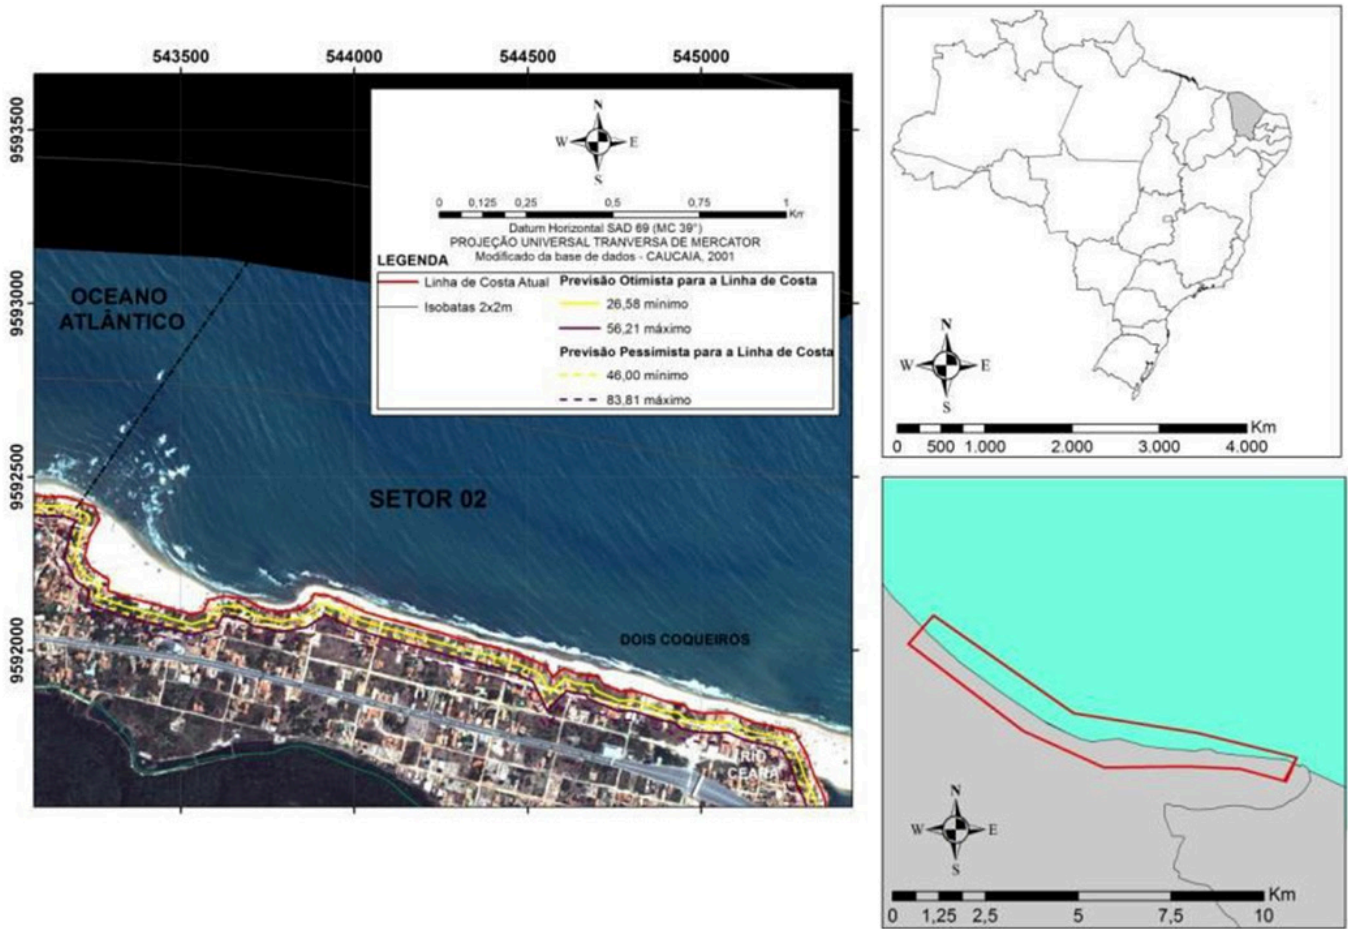 543500 544000 544500 545000
9593500
9593000
9592500
9592000
N
W E
S
0 0,125 0,25 0,5 0,75 1
Km
Datum Horizontal SAD 69 (MC 39°)
PROJEÇÃO UNIVERSAL TRANVERSA DE MERCATOR
Modificado da base de dados - CAUCAIA, 2001
LEGENDA
Linha de Costa Atual
Isobatas 2x2m
Previsão Otimista para a Linha de Costa
26,58 mínimo
56,21 máximo
Previsão Pessimista para a Linha de Costa
46,00 mínimo
83,81 máximo
OCEANO
ATLÂNTICO
SETOR 02
DOIS COQUEIROS
RIO
CEARÁ
N
W E
S
Km
0 500 1.000 2.000 3.000 4.000
N
W E
S
Km
0 1,25 2,5 5 7,5 10